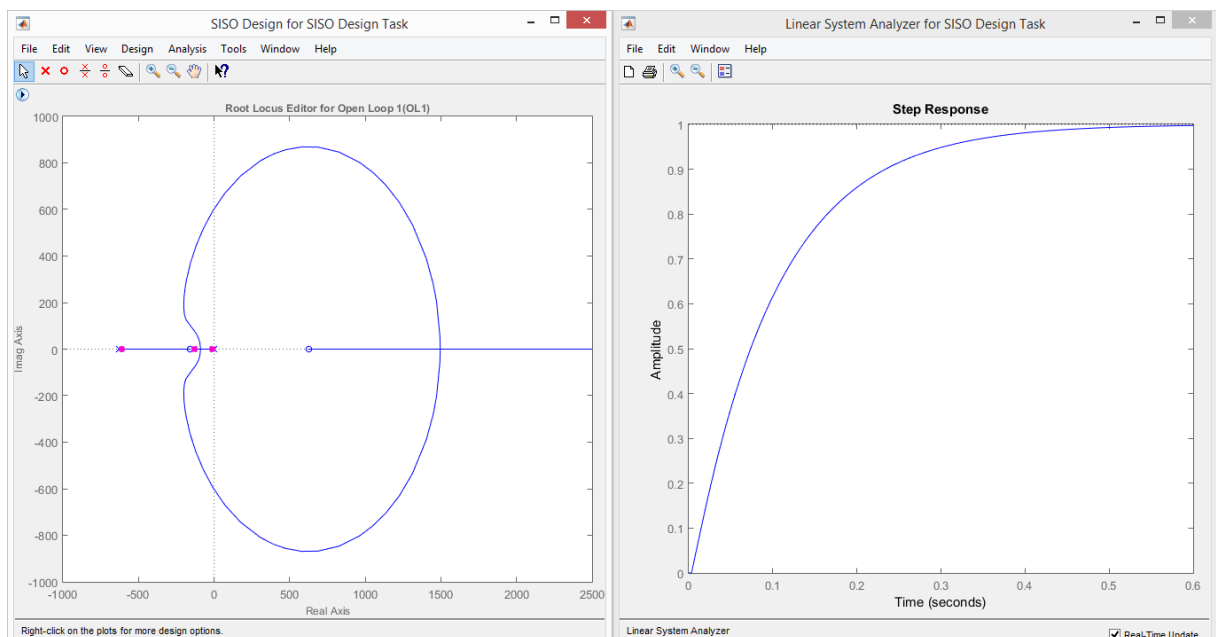 SISO Design for SISO Design Task
File Edit View Design Analysis Tools Window Help
Root Locus Editor for Open Loop 1(OL1)
1000
800
600
400
200
0
-200
-400
-600
-800
-1000
Imag Axis
-1000 -500 0 500 1000 1500 2000 2500
Real Axis
Right-click on the plots for more design options.
Linear System Analyzer for SISO Design Task
File Edit Window Help
Step Response
1
0.9
0.8
0.7
0.6
0.5
0.4
0.3
0.2
0.1
0
Amplitude
0 0.1 0.2 0.3 0.4 0.5 0.6
Time (seconds)
Linear System Analyzer
Real-Time Update